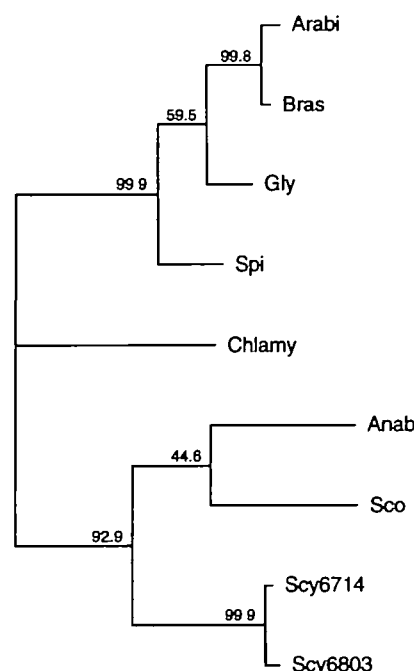 Arabi
99.8
Bras
59.5
Gly
99 9
Spi
Chlamy
Anab
44.6
Sco
92.9
Scy6714
99 9
Scy6803